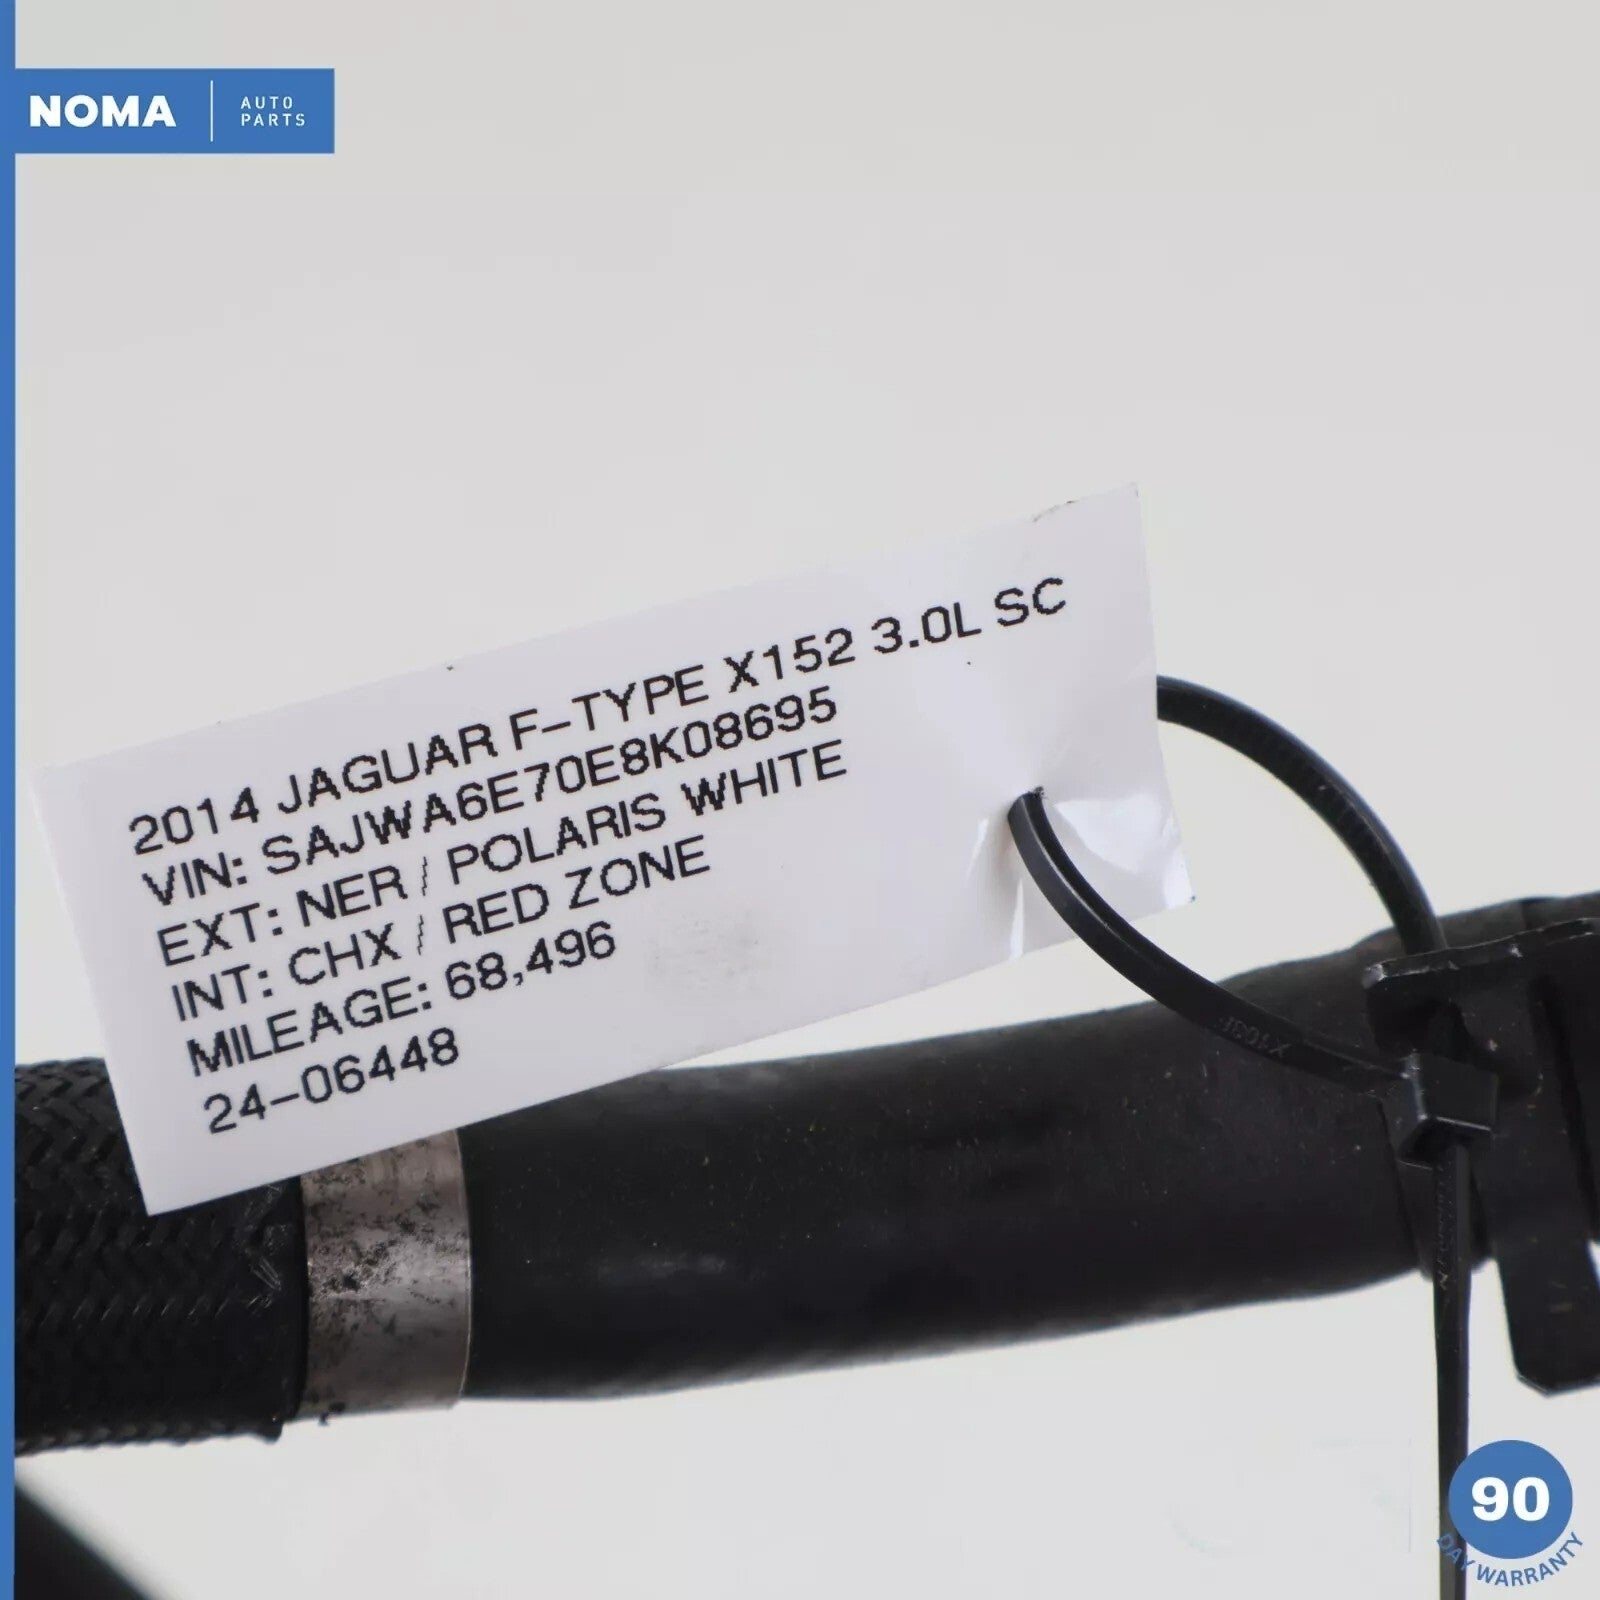 NOMA
AUTO
PARTS
2014 JAGUAR F-TYPE X152 3.0L SC
VIN: SAJWA6E70E8K08695
EXT: NER / POLARIS WHITE
INT: CHX / RED ZONE
MILEAGE: 68,496
24-06448
90
DAY WARRANTY